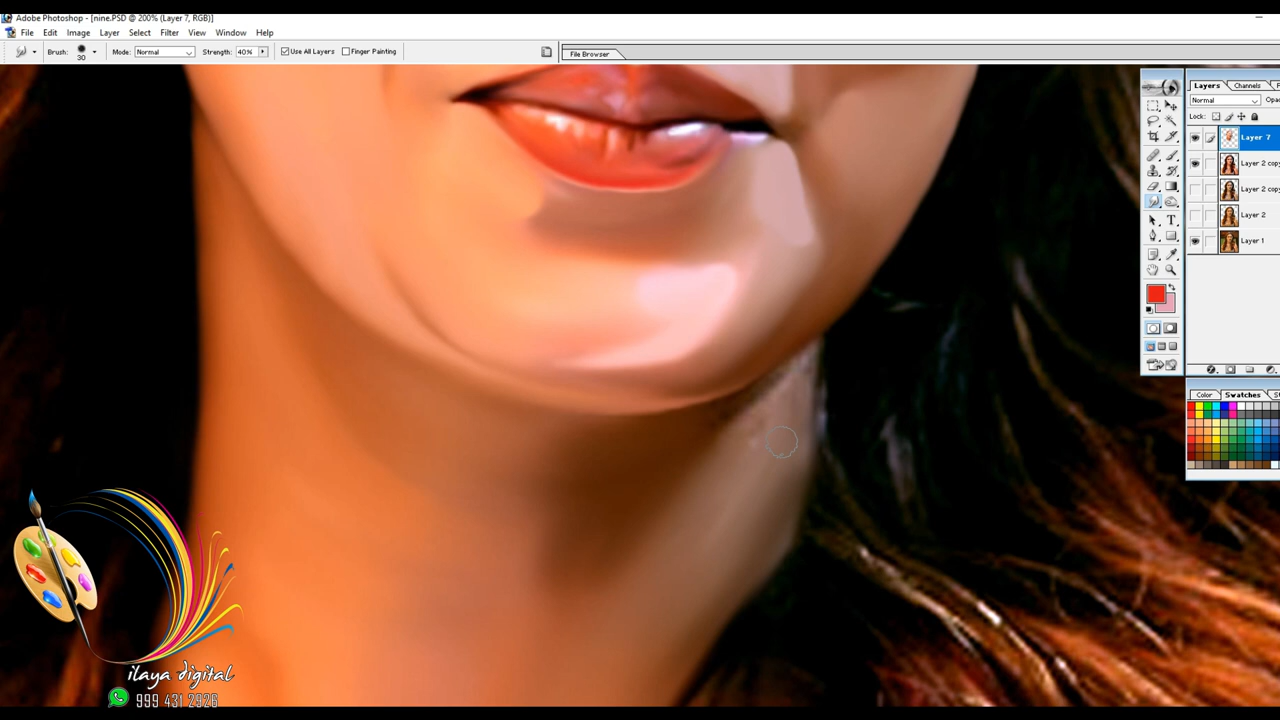 Adobe Photoshop - [nine.PSD @ 200% (Layer 7, RGB)]
File Edit Image Layer Select Filter View Window Help
Brush: 30 Mode: Normal Strength: 40% Use All Layers Finger Painting File Browser
Layers Channels
Normal
Lock:
Layer 7
Layer 2 copy
Layer 2 copy
Layer 2
Layer 1
Color Swatches
ilaya digital
999 431 2926